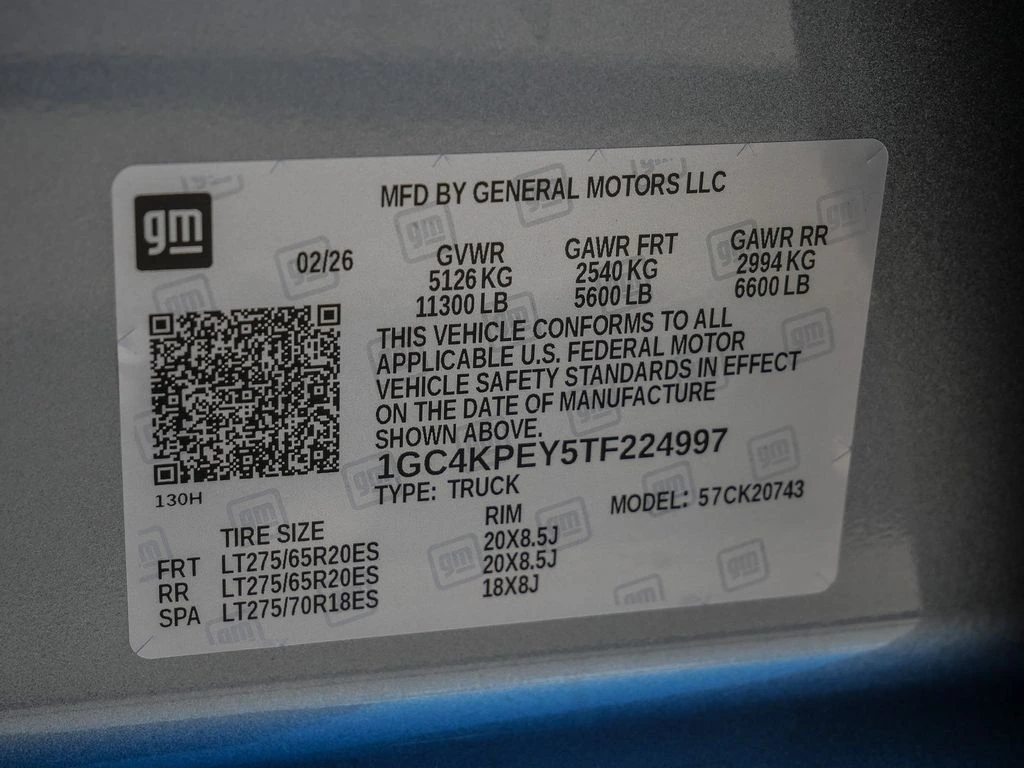 gm
MFD BY GENERAL MOTORS LLC
02/26 GVWR GAWR FRT GAWR RR
5126 KG 2540 KG 2994 KG
11300 LB 5600 LB 6600 LB
THIS VEHICLE CONFORMS TO ALL
APPLICABLE U.S. FEDERAL MOTOR
VEHICLE SAFETY STANDARDS IN EFFECT
ON THE DATE OF MANUFACTURE
SHOWN ABOVE.
1GC4KPEY5TF224997
130H
TYPE: TRUCK MODEL: 57CK20743
TIRE SIZE RIM
FRT LT275/65R20ES 20X8.5J
RR LT275/65R20ES 20X8.5J
SPA LT275/70R18ES 18X8J